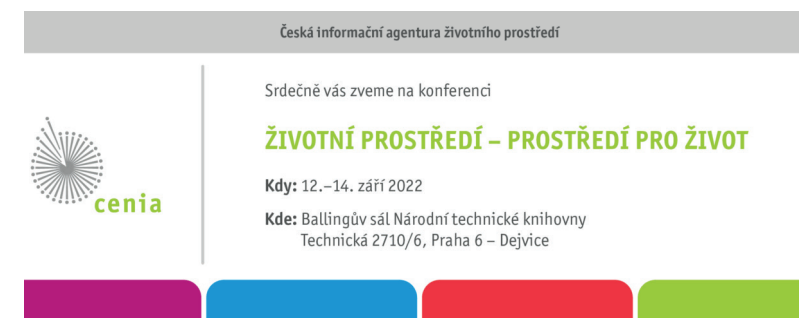 Česká informační agentura životního prostředí
Srdečně vás zveme na konferenci
ŽIVOTNÍ PROSTŘEDÍ – PROSTŘEDÍ PRO ŽIVOT
Kdy: 12.–14. září 2022
Kde: Ballingův sál Národní technické knihovny
Technická 2710/6, Praha 6 – Dejvice
cenia